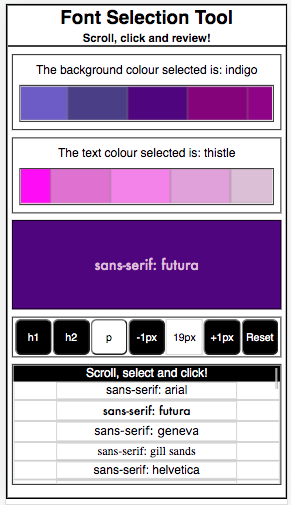 Font Selection Tool
Scroll, click and review!
The background colour selected is: indigo
The text colour selected is: thistle
sans-serif: futura
h1 h2 p -1px 19px +1px Reset
Scroll, select and click!
sans-serif: arial
sans-serif: futura
sans-serif: geneva
sans-serif: gill sands
sans-serif: helvetica